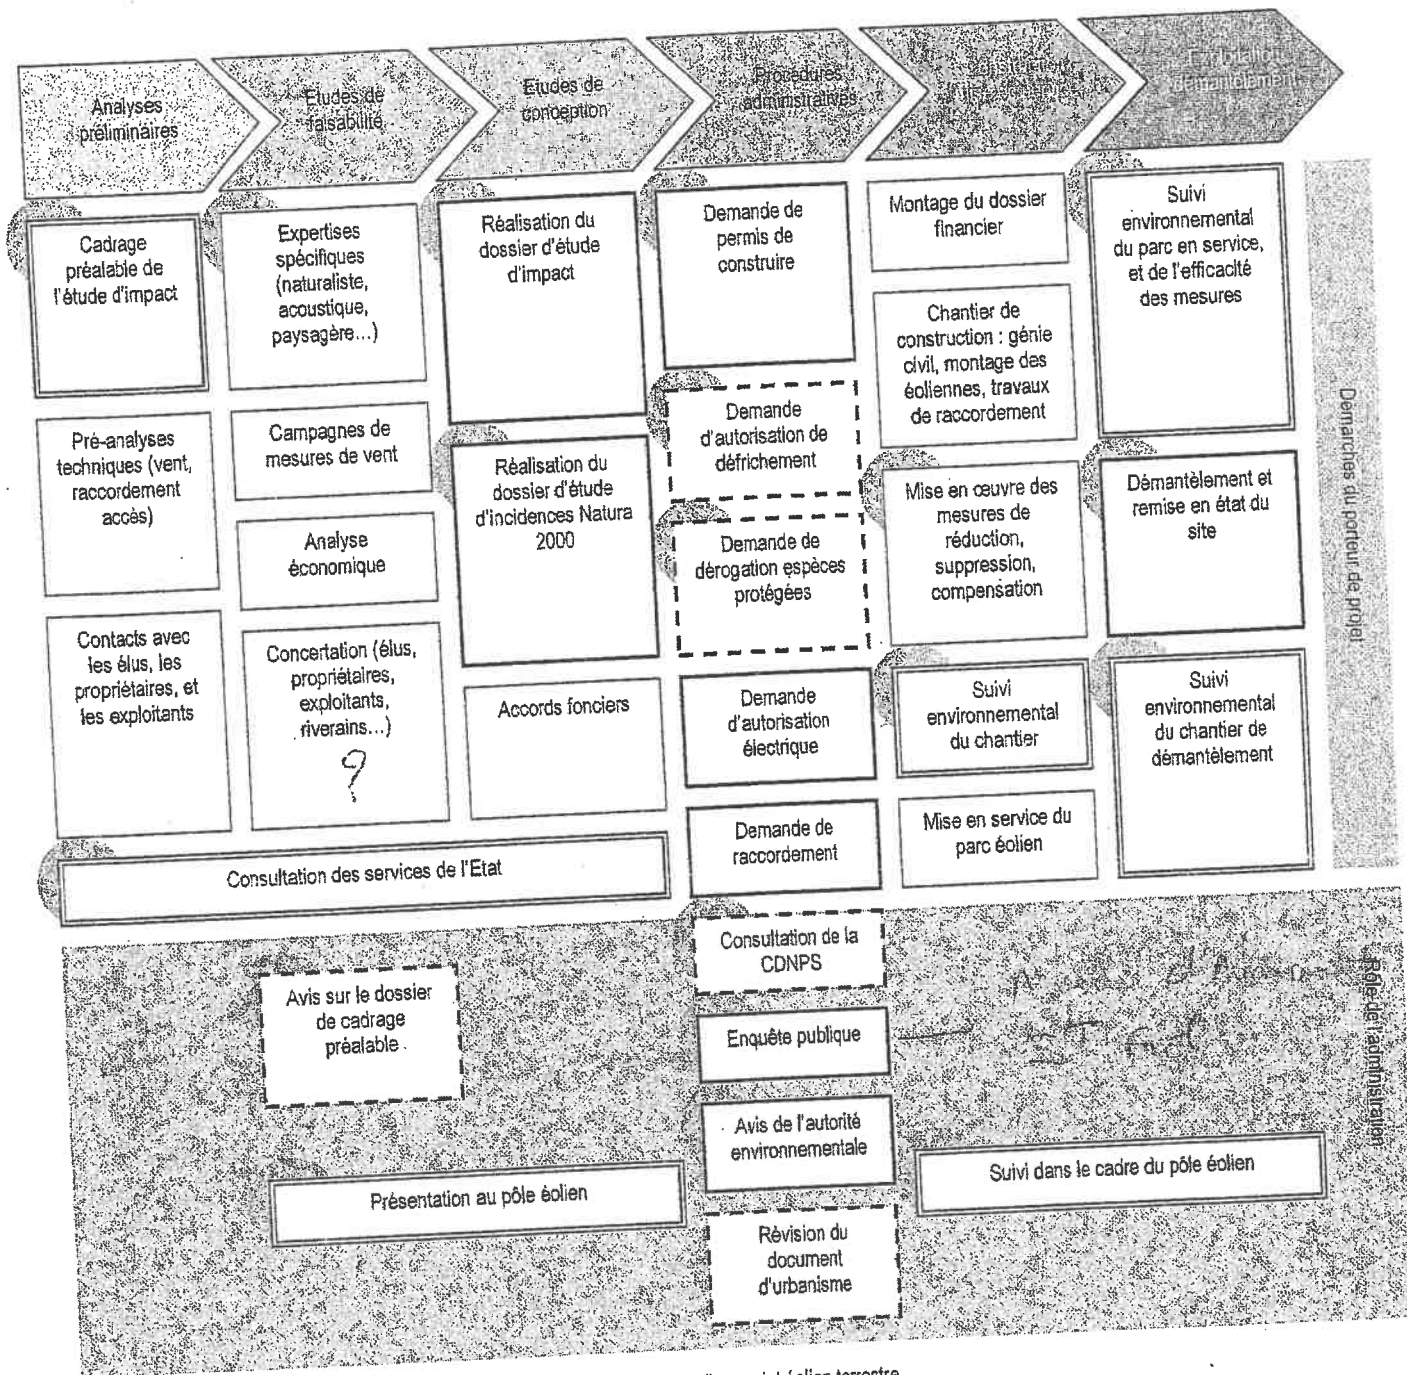 Analyses
préliminaires
Etudes de
faisabilité
Etudes de
conception
Procédures
administratives
Exploitation
démantèlement
Cadrage
préalable de
l'étude d'impact
Pré-analyses
techniques (vent,
raccordement
accès)
Contacts avec
les élus, les
propriétaires, et
les exploitants
Expertises
spécifiques
(naturaliste,
acoustique,
paysagère...)
Campagnes de
mesures de vent
Analyse
économique
Concertation (élus,
propriétaires,
exploitants,
riverains...)
?
Réalisation du
dossier d'étude
d'impact
Réalisation du
dossier d'étude
d'incidences Natura
2000
Accords fonciers
Consultation des services de l'Etat
Demande de
permis de
construire
Demande
d'autorisation de
défrichement
Demande de
dérogation espèces
protégées
Demande
d'autorisation
électrique
Demande de
raccordement
Montage du dossier
financier
Chantier de
construction : génie
civil, montage des
éoliennes, travaux
de raccordement
Mise en œuvre des
mesures de
réduction,
suppression,
compensation
Suivi
environnemental
du chantier
Mise en service du
parc éolien
Suivi
environnemental
du parc en service,
et de l'efficacité
des mesures
Démantèlement et
remise en état du
site
Suivi
environnemental
du chantier de
démantèlement
Démarches du porteur de projet
Avis sur le dossier
de cadrage
préalable
Présentation au pôle éolien
Consultation de la
CDNPS
Enquête publique
Avis de l'autorité
environnementale
Révision du
document
d'urbanisme
Suivi dans le cadre du pôle éolien
Rôle de l'administration
éolien terrestre